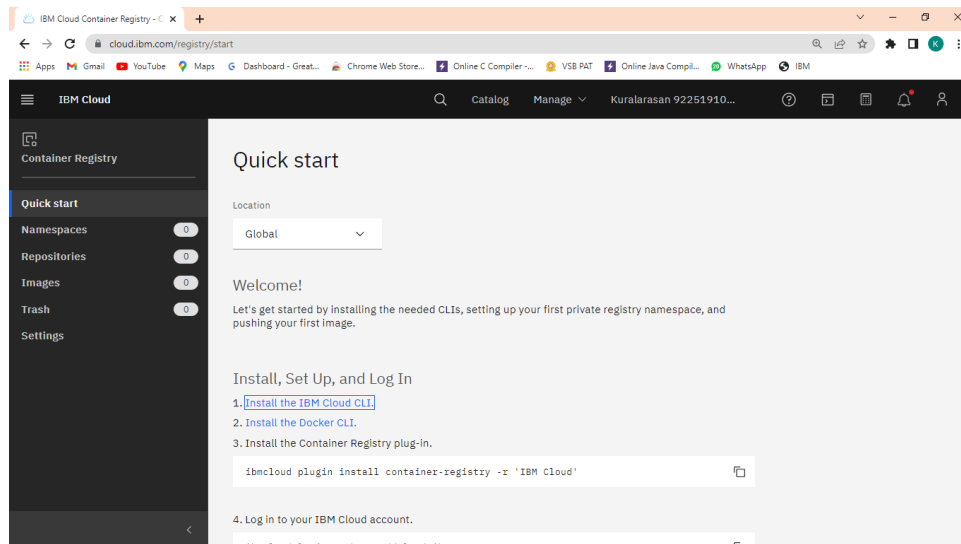 IBM Cloud Container Registry - C
cloud.ibm.com/registry/start
K
Apps Gmail YouTube Maps Dashboard - Great... Chrome Web Store... Online C Compiler -... VSB PAT Online Java Compil... WhatsApp IBM
IBM Cloud Catalog Manage Kuralarasan 92251910...
Container Registry
Quick start
Namespaces 0
Repositories 0
Images 0
Trash 0
Settings
Quick start
Location
Global
Welcome!
Let's get started by installing the needed CLIs, setting up your first private registry namespace, and
pushing your first image.
Install, Set Up, and Log In
1. Install the IBM Cloud CLI.
2. Install the Docker CLI.
3. Install the Container Registry plug-in.
ibmcloud plugin install container-registry -r 'IBM Cloud'
4. Log in to your IBM Cloud account.